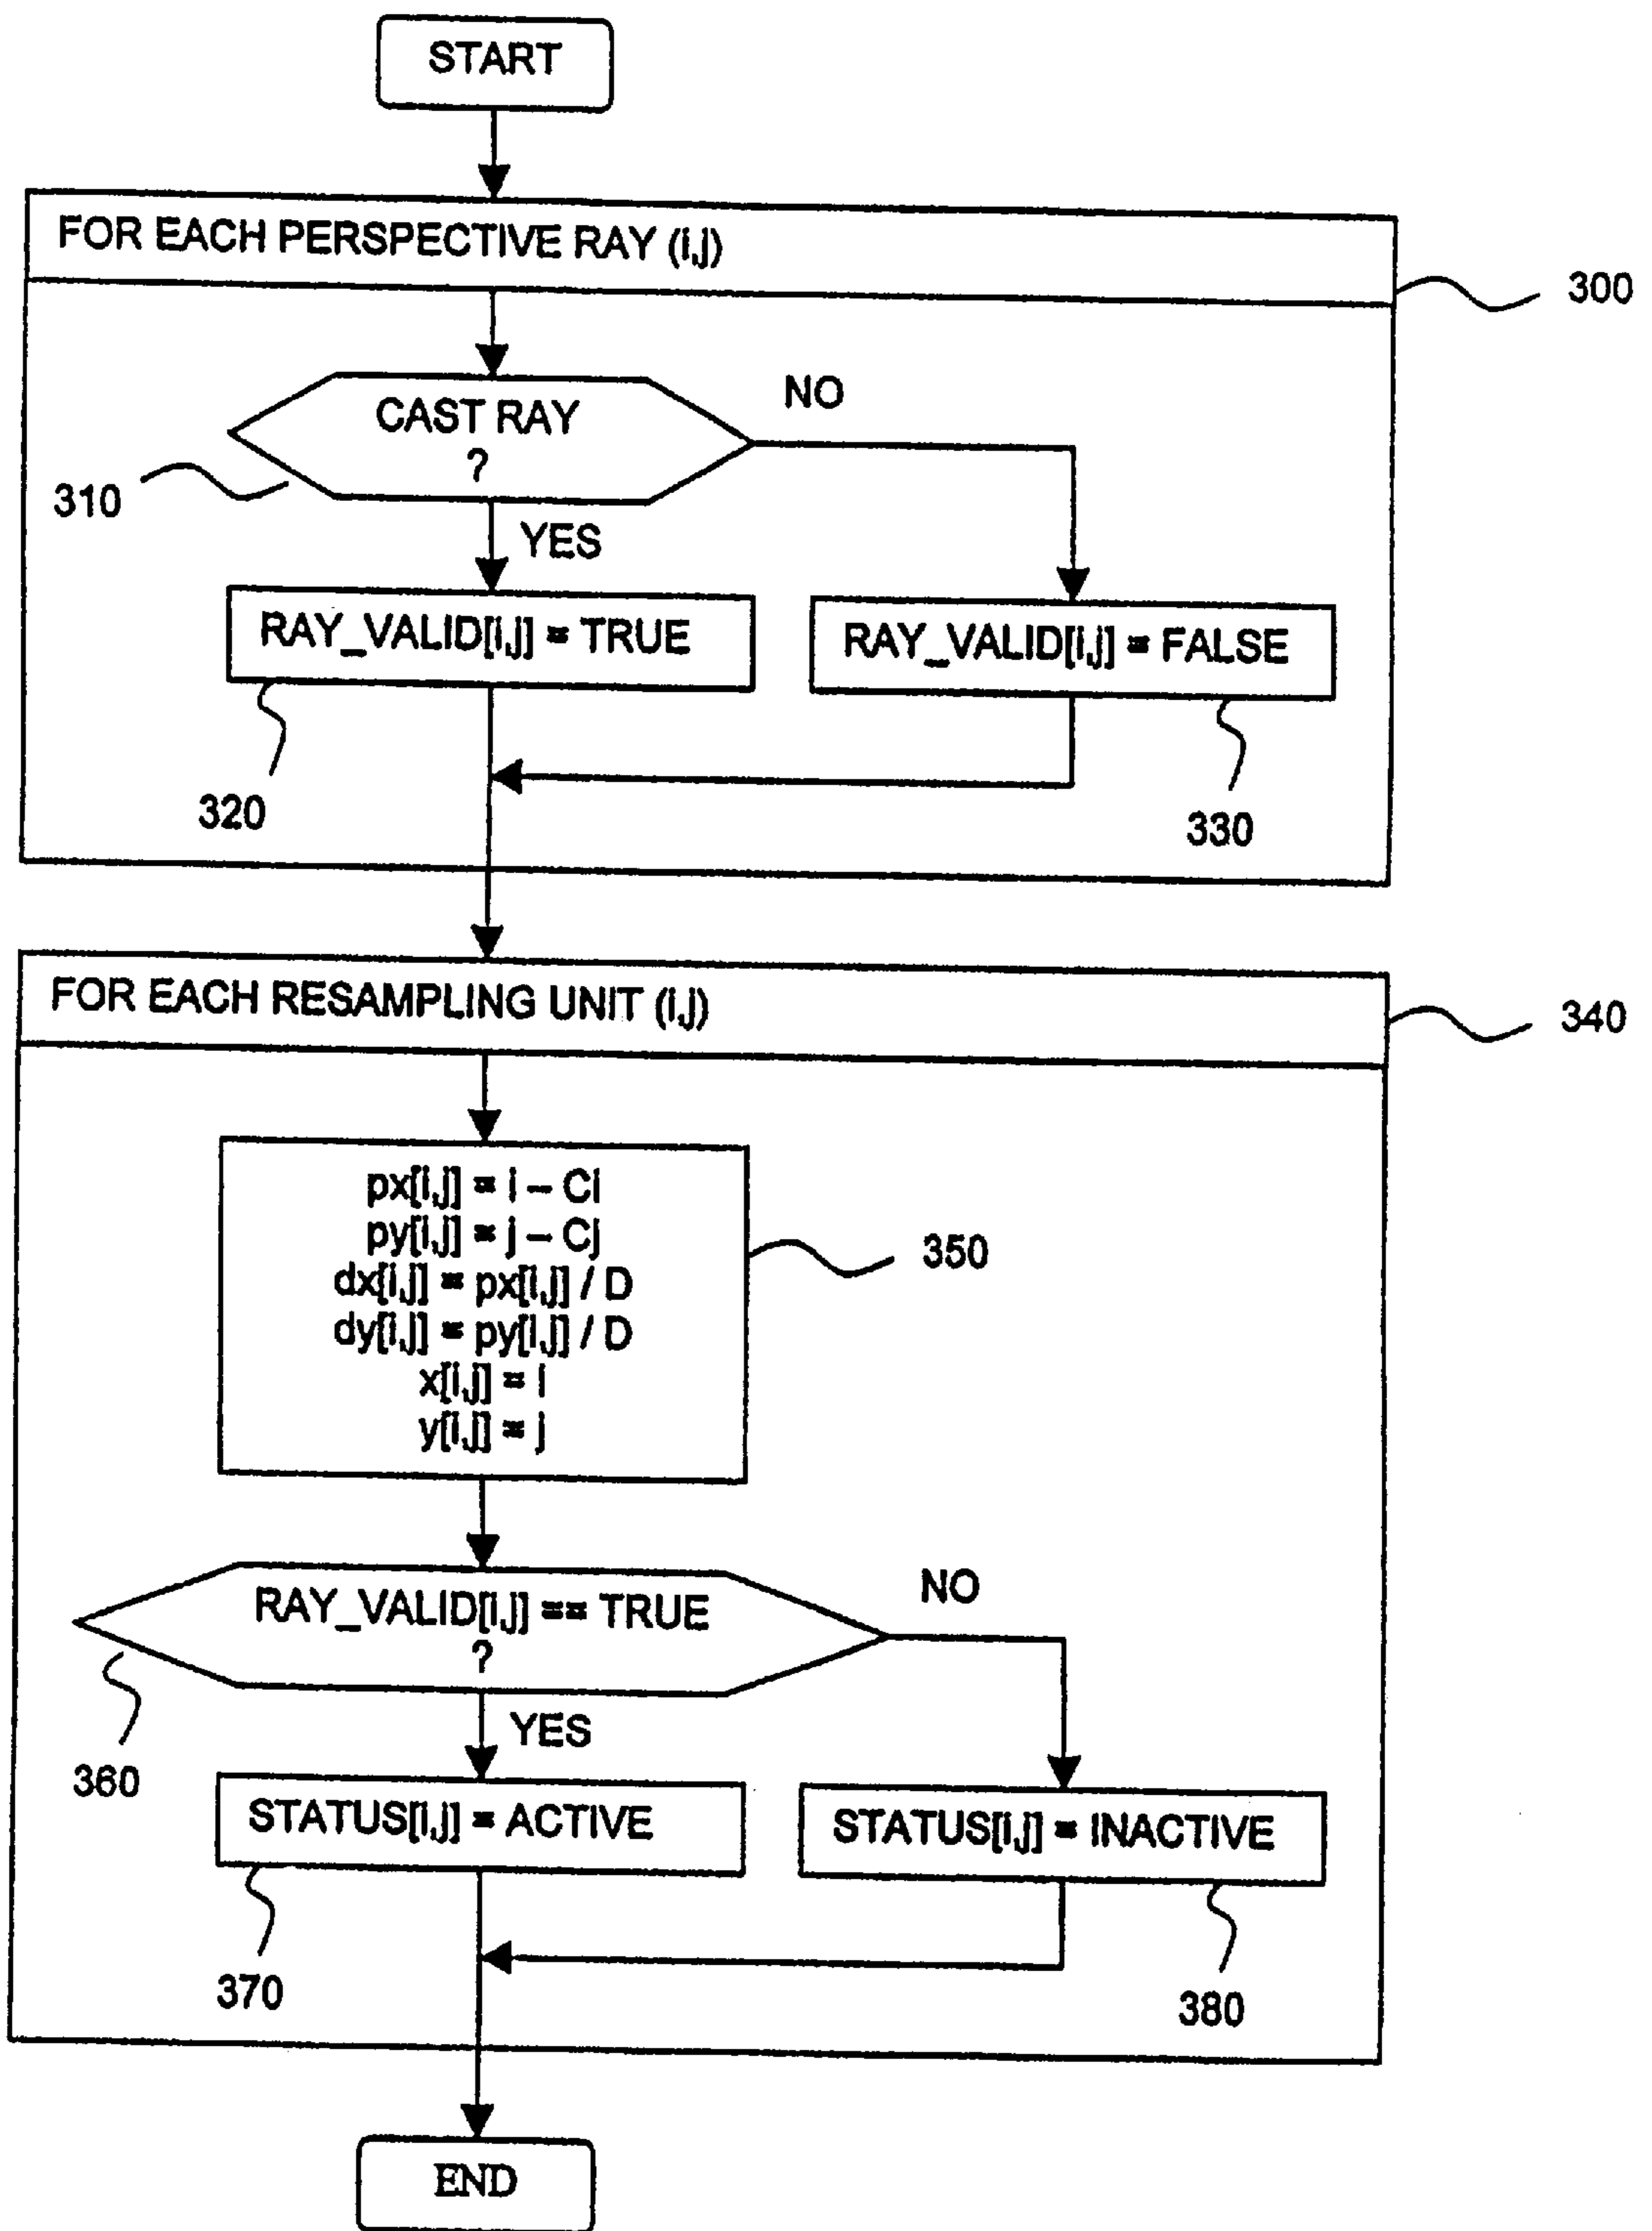 START
FOR EACH PERSPECTIVE RAY (i,j)
300
CAST RAY
?
NO
310
YES
RAY_VALID[i,j] = TRUE
RAY_VALID[i,j] = FALSE
320
330
FOR EACH RESAMPLING UNIT (i,j)
340
px[i,j] = i – Ci
py[i,j] = j – Cj
dx[i,j] = px[i,j] / D
dy[i,j] = py[i,j] / D
x[i,j] = i
y[i,j] = j
350
RAY_VALID[i,j] == TRUE
?
NO
360
YES
STATUS[i,j] = ACTIVE
STATUS[i,j] = INACTIVE
370
380
END